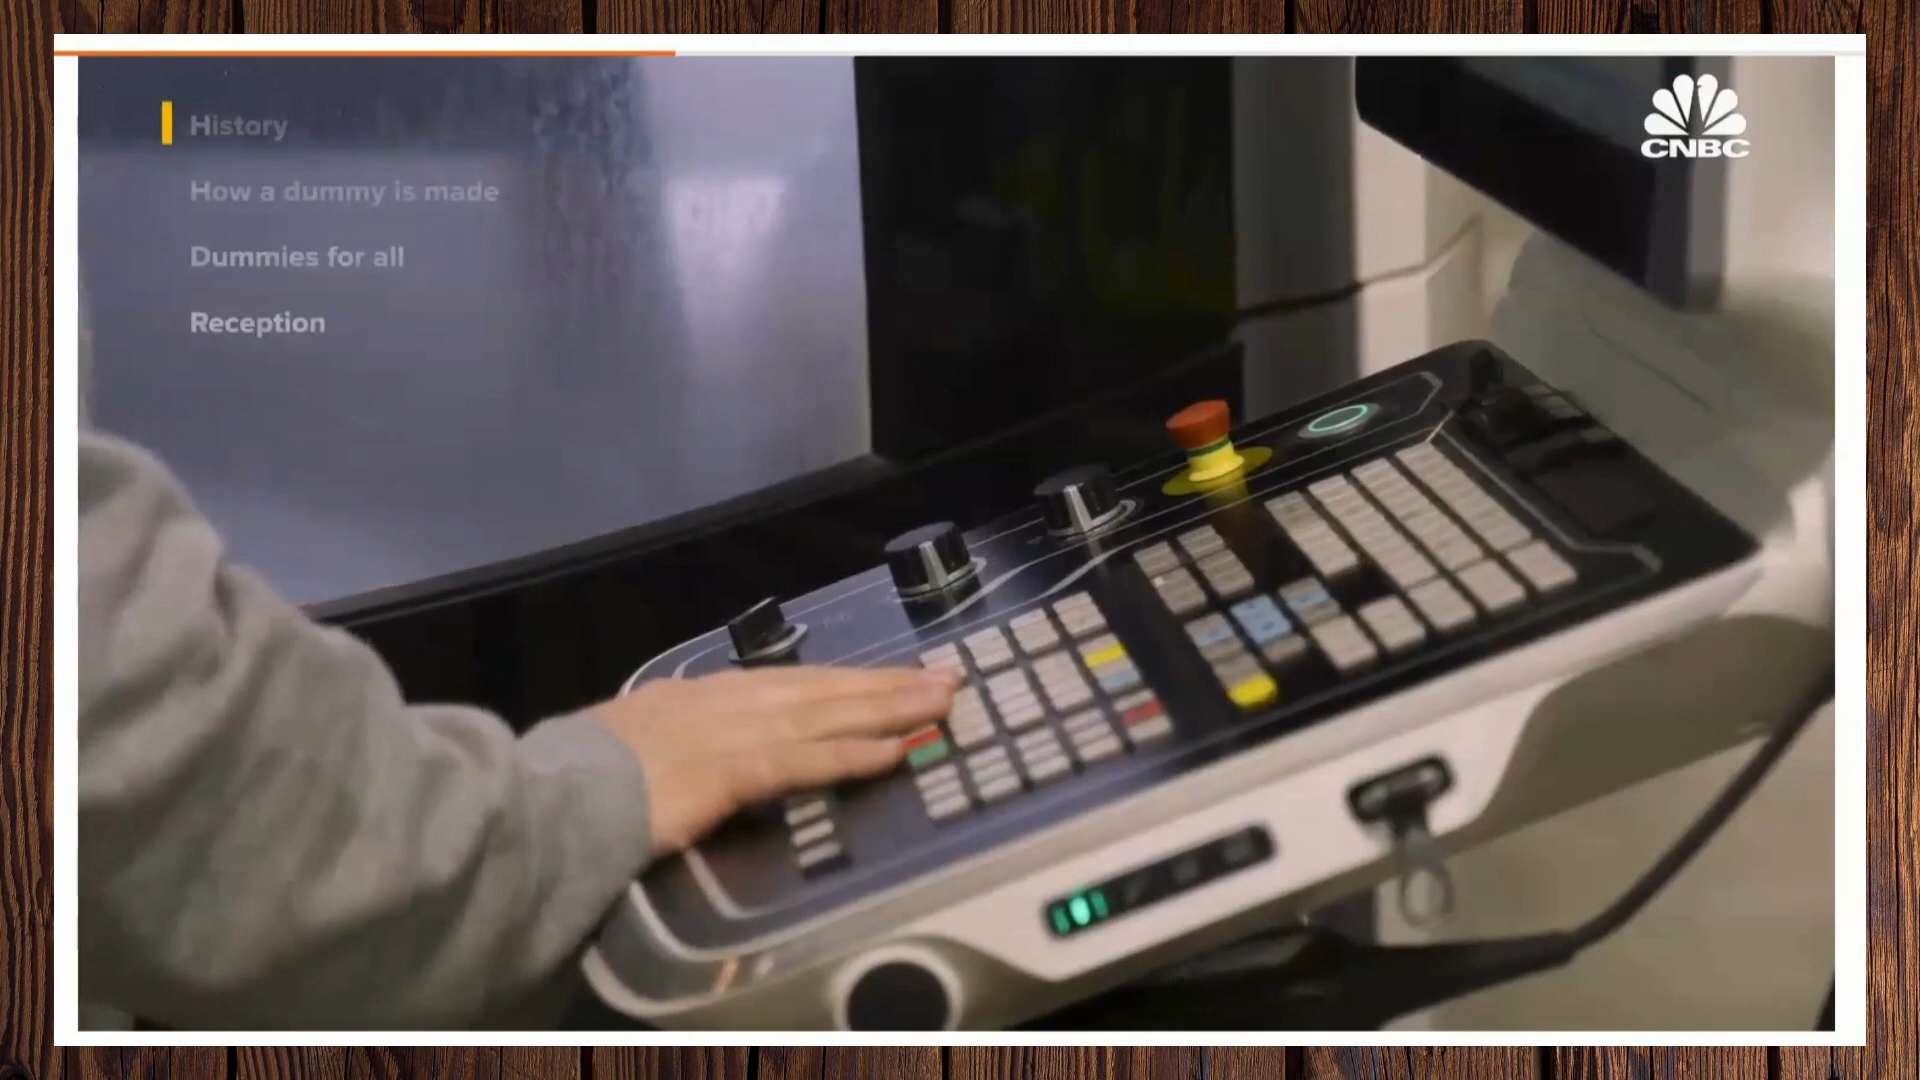 History
How a dummy is made
Dummies for all
Reception
CNBC